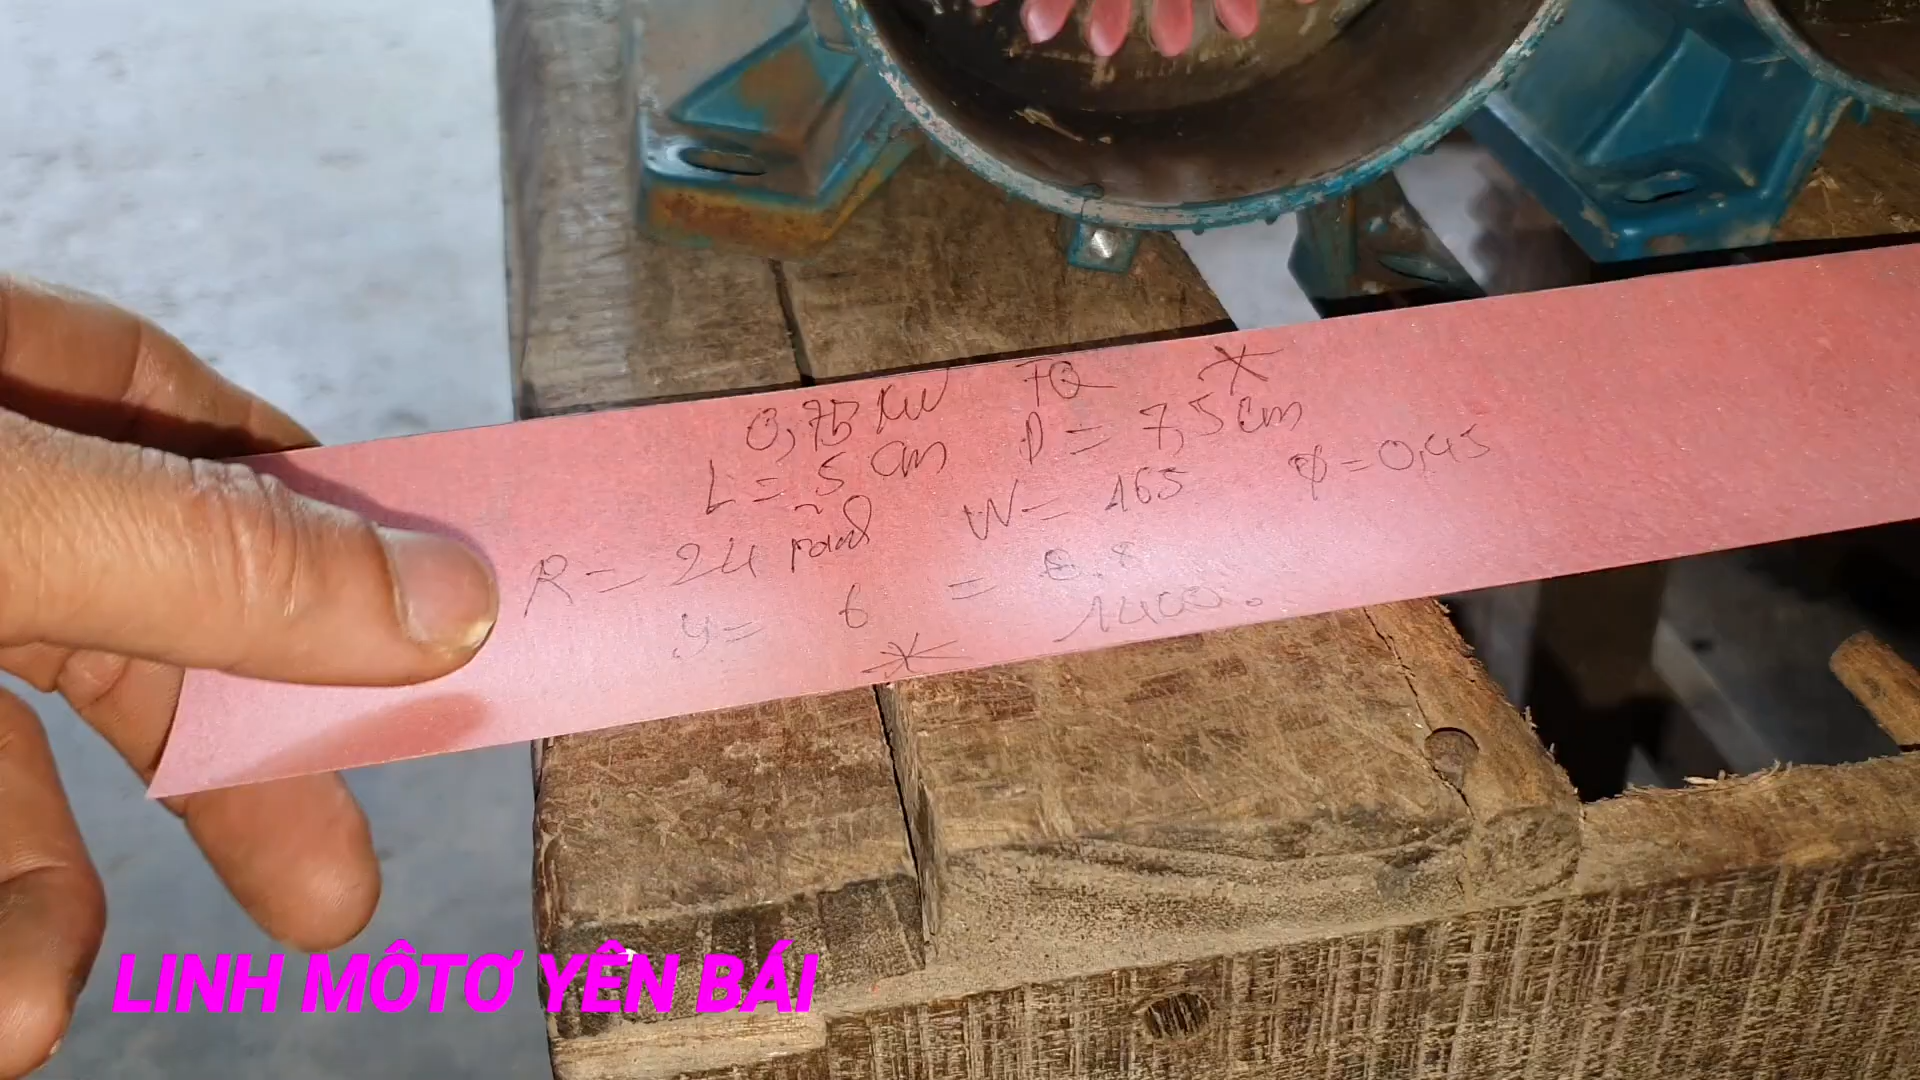 0,75 KW TQ
L = 5 cm D = 7,5 cm
R = 24 rãnh W = 165 φ = 0,45
y = 6 = 8,8
1400.
LINH MÔTƠ YÊN BÁI